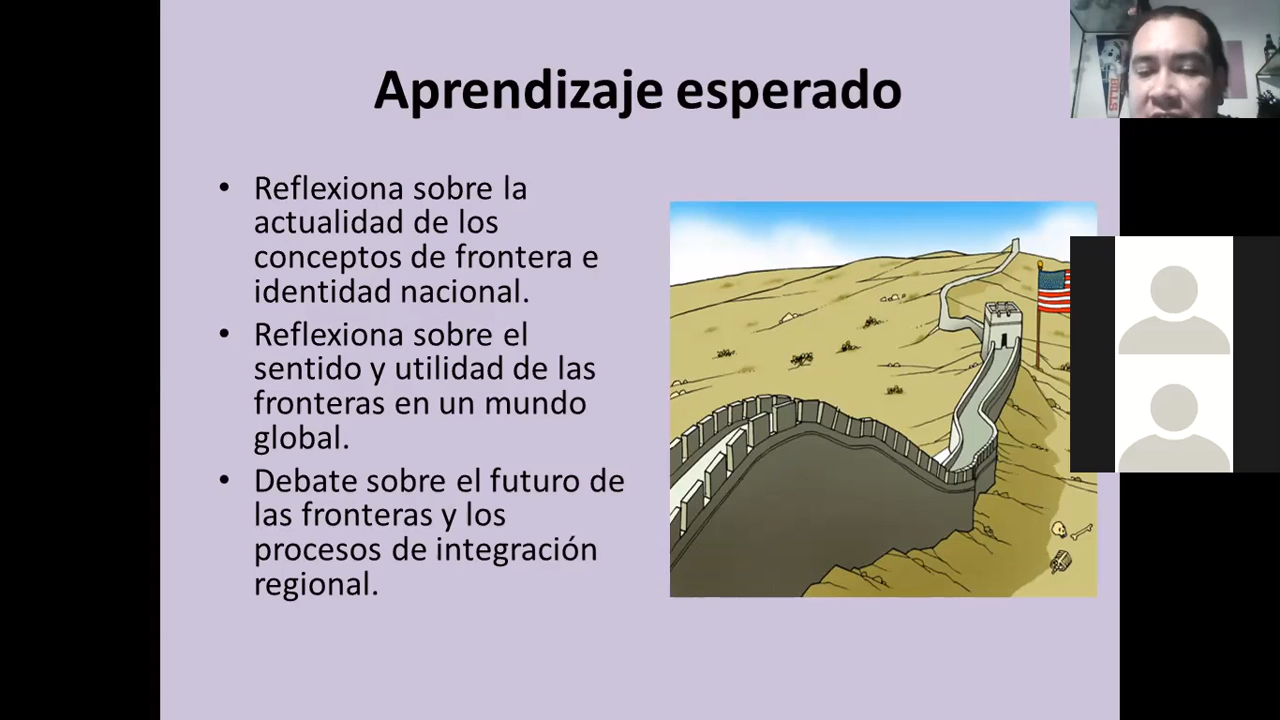 Aprendizaje esperado
• Reflexiona sobre la
actualidad de los
conceptos de frontera e
identidad nacional.
• Reflexiona sobre el
sentido y utilidad de las
fronteras en un mundo
global.
• Debate sobre el futuro de
las fronteras y los
procesos de integración
regional.
BILLS